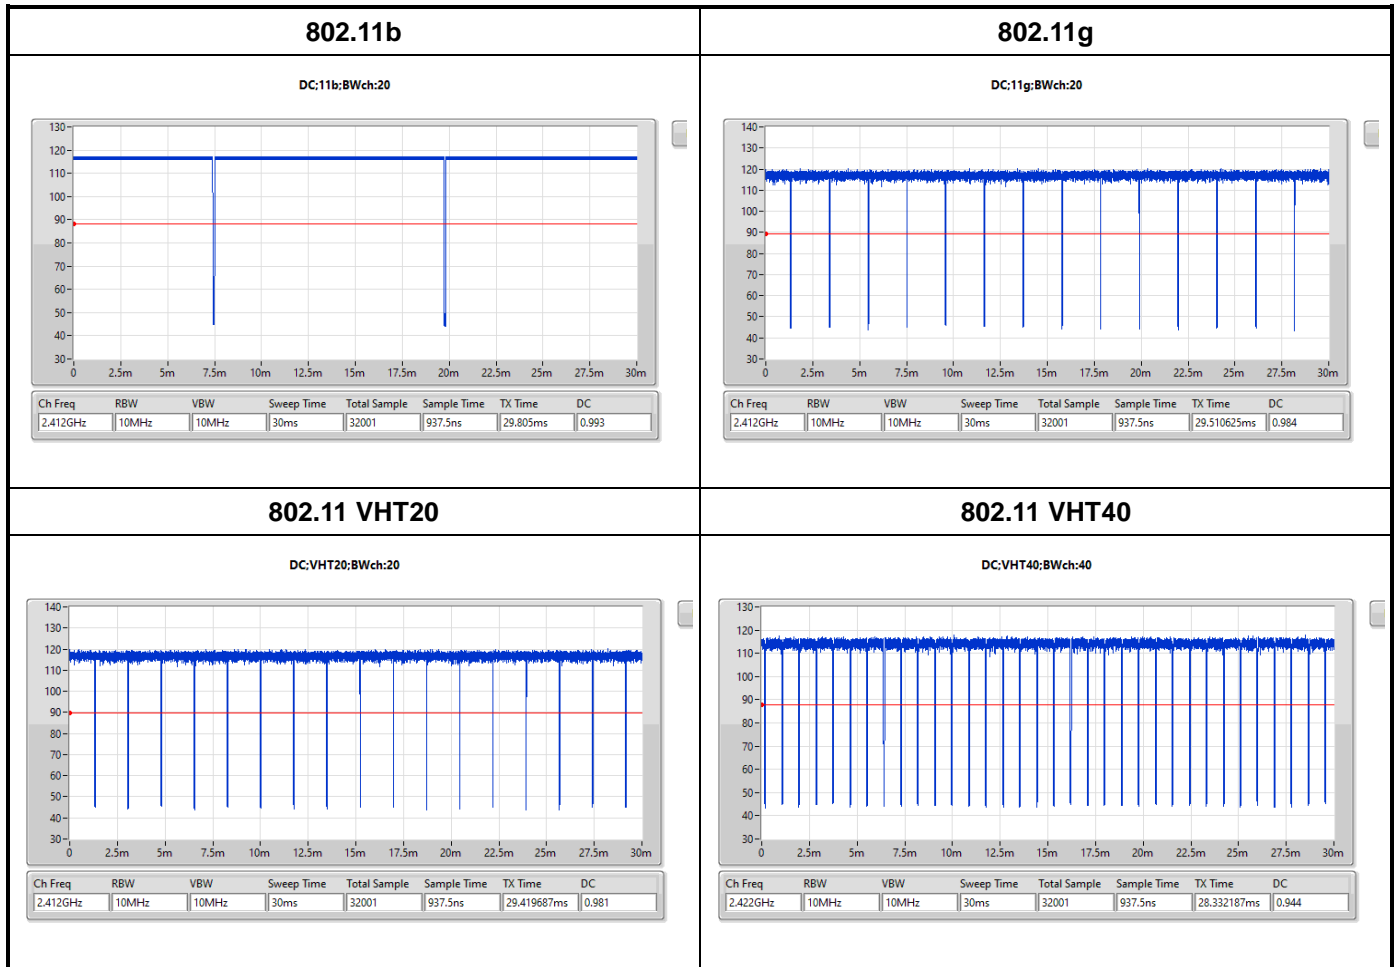 802.11b
802.11g
DC;11b;BWch:20
DC;11g;BWch:20
130
120
110
100
90
80
70
60
50
40
30
0 2.5m 5m 7.5m 10m 12.5m 15m 17.5m 20m 22.5m 25m 27.5m 30m
Ch Freq RBW VBW Sweep Time Total Sample Sample Time TX Time DC
2.412GHz 10MHz 10MHz 30ms 32001 937.5ns 29.805ms 0.993
140
130
120
110
100
90
80
70
60
50
40
30
0 2.5m 5m 7.5m 10m 12.5m 15m 17.5m 20m 22.5m 25m 27.5m 30m
Ch Freq RBW VBW Sweep Time Total Sample Sample Time TX Time DC
2.412GHz 10MHz 10MHz 30ms 32001 937.5ns 29.510625ms 0.984
802.11 VHT20
802.11 VHT40
DC;VHT20;BWch:20
DC;VHT40;BWch:40
140
130
120
110
100
90
80
70
60
50
40
30
0 2.5m 5m 7.5m 10m 12.5m 15m 17.5m 20m 22.5m 25m 27.5m 30m
Ch Freq RBW VBW Sweep Time Total Sample Sample Time TX Time DC
2.412GHz 10MHz 10MHz 30ms 32001 937.5ns 29.419687ms 0.981
130
120
110
100
90
80
70
60
50
40
30
0 2.5m 5m 7.5m 10m 12.5m 15m 17.5m 20m 22.5m 25m 27.5m 30m
Ch Freq RBW VBW Sweep Time Total Sample Sample Time TX Time DC
2.422GHz 10MHz 10MHz 30ms 32001 937.5ns 28.332187ms 0.944